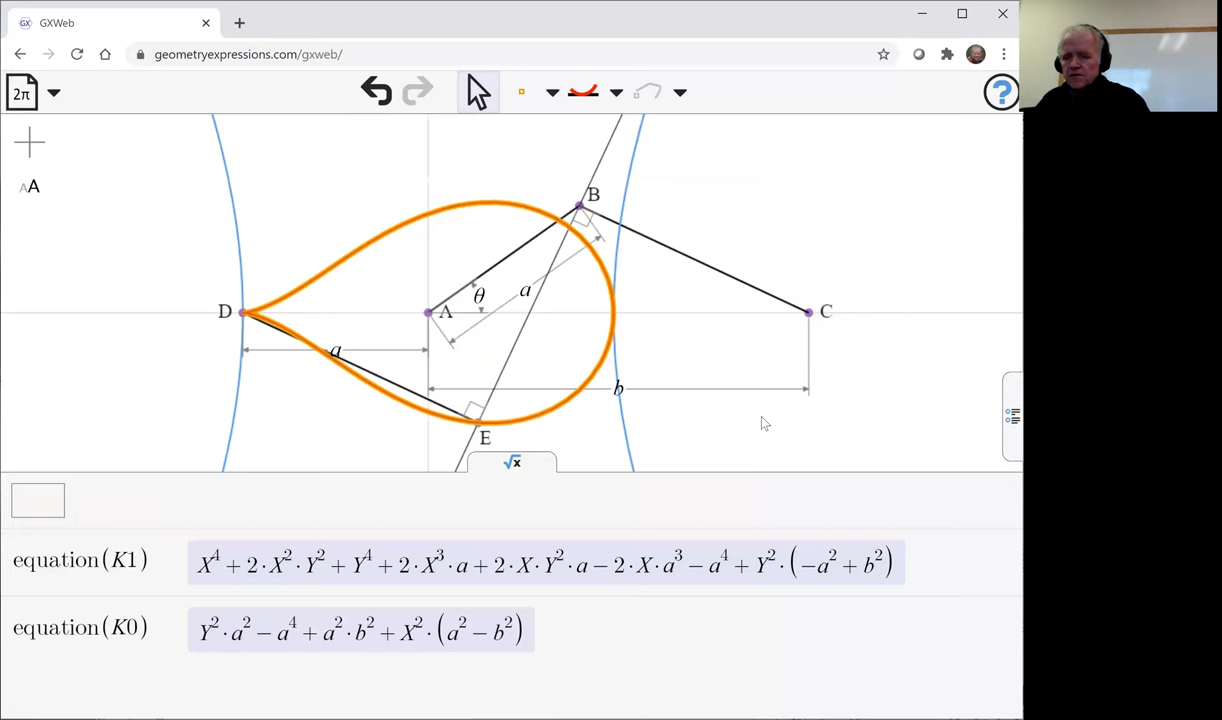 GXWeb
geometryexpressions.com/gxweb/
2π
?
AA
B
θ
a
D
A
C
a
b
E
√x
equation(K1) X⁴ + 2·X²·Y² + Y⁴ + 2·X³·a + 2·X·Y²·a − 2·X·a³ − a⁴ + Y²·(−a² + b²)
equation(K0) Y²·a² − a⁴ + a²·b² + X²·(a² − b²)